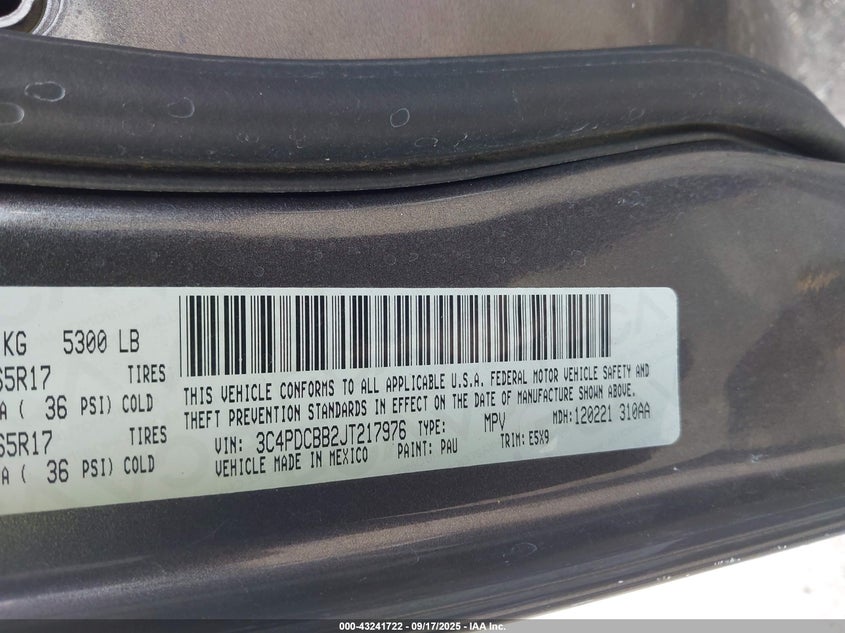 KG 5300 LB
55R17 TIRES
A ( 36 PSI) COLD
55R17 TIRES
A ( 36 PSI) COLD
THIS VEHICLE CONFORMS TO ALL APPLICABLE U.S.A. FEDERAL MOTOR VEHICLE SAFETY AND
THEFT PREVENTION STANDARDS IN EFFECT ON THE DATE OF MANUFACTURE SHOWN ABOVE.
VIN: 3C4PDCBB2JT217976 TYPE: MPV MDH:120221 310AA
VEHICLE MADE IN MEXICO PAINT: PAU TRIM: E5X9
000-43241722 - 09/17/2025 - IAA Inc.